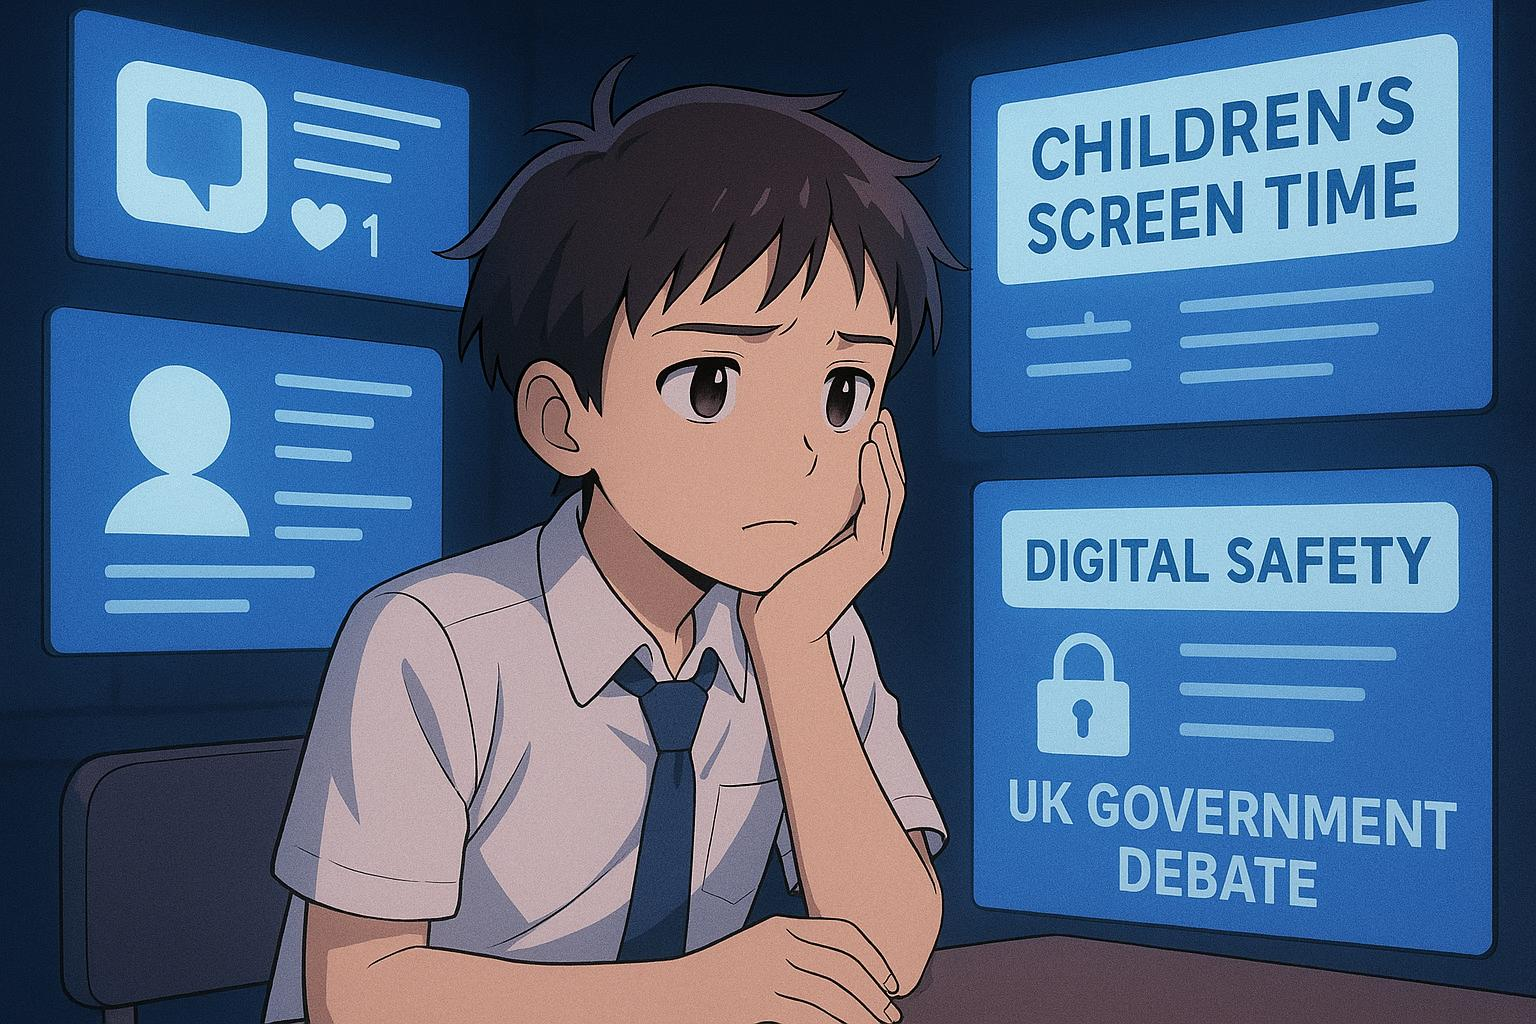 1
CHILDREN'S
SCREEN TIME
DIGITAL SAFETY
UK GOVERNMENT
DEBATE